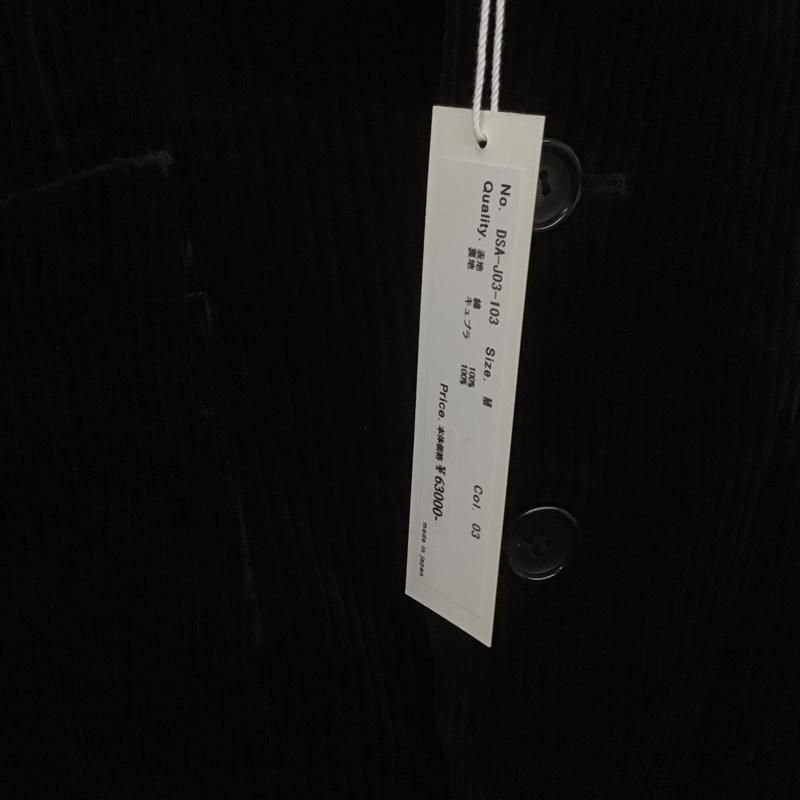 No. DSA-J03-103 Size. M Col. 03
Quality. 表地 綿 100%
裏地 キュプラ 100%
Price. 本体価格 ¥63000-
made in japan